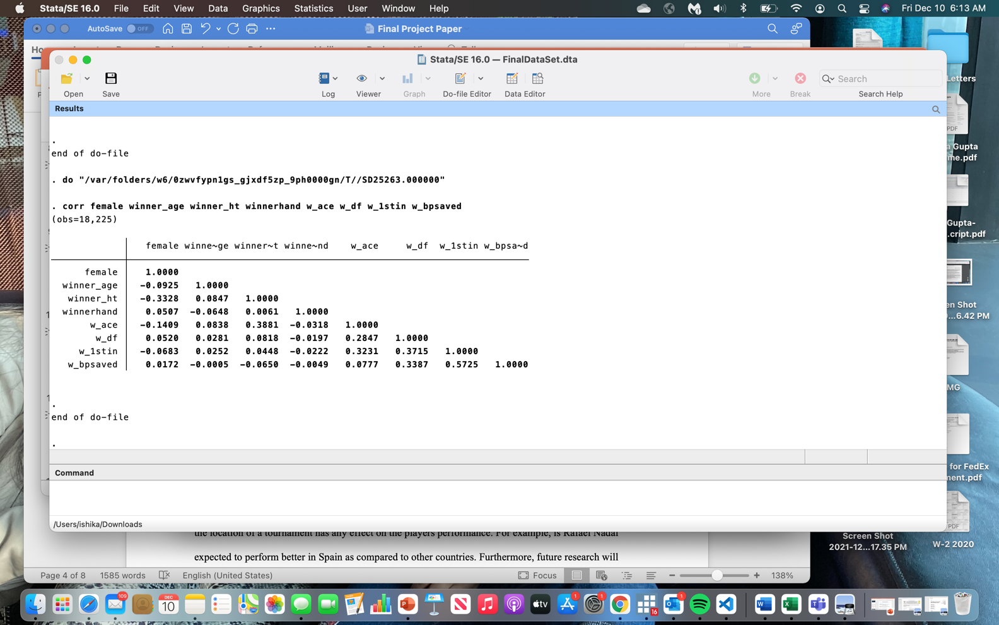 Stata/SE 16.0 File Edit View Data Graphics Statistics User Window Help Fri Dec 10 6:13 AM
AutoSave OFF Final Project Paper
Stata/SE 16.0 — FinalDataSet.dta
Open Save Log Viewer Graph Do-file Editor Data Editor More Break Search
Search Help
Results
.
end of do-file
. do "/var/folders/w6/0zwvfypn1gs_gjxdf5zp_9ph0000gn/T//SD25263.000000"
. corr female winner_age winner_ht winnerhand w_ace w_df w_1stin w_bpsaved
(obs=18,225)
female winne~ge winner~t winne~nd w_ace w_df w_1stin w_bpsa~d
female 1.0000
winner_age -0.0925 1.0000
winner_ht -0.3328 0.0847 1.0000
winnerhand 0.0507 -0.0648 0.0061 1.0000
w_ace -0.1409 0.0838 0.3881 -0.0318 1.0000
w_df 0.0520 0.0281 0.0818 -0.0197 0.2847 1.0000
w_1stin -0.0683 0.0252 0.0448 -0.0222 0.3231 0.3715 1.0000
w_bpsaved 0.0172 -0.0005 -0.0650 -0.0049 0.0777 0.3387 0.5725 1.0000
.
end of do-file
.
Command
/Users/ishika/Downloads
the location of a tournament has any effect on the players performance. For example, is Rafael Nadal
expected to perform better in Spain as compared to other countries. Furthermore, future research will
Page 4 of 8 1585 words English (United States) Focus 138%
Letters
PDF
Gupta
me.pdf
Gupta-
...cript.pdf
en Shot
...6.42 PM
MG
for FedEx
ment.pdf
PDF
Screen Shot
2021-12...17.35 PM
W-2 2020
109
DEC
10
tv
1
1
16
1